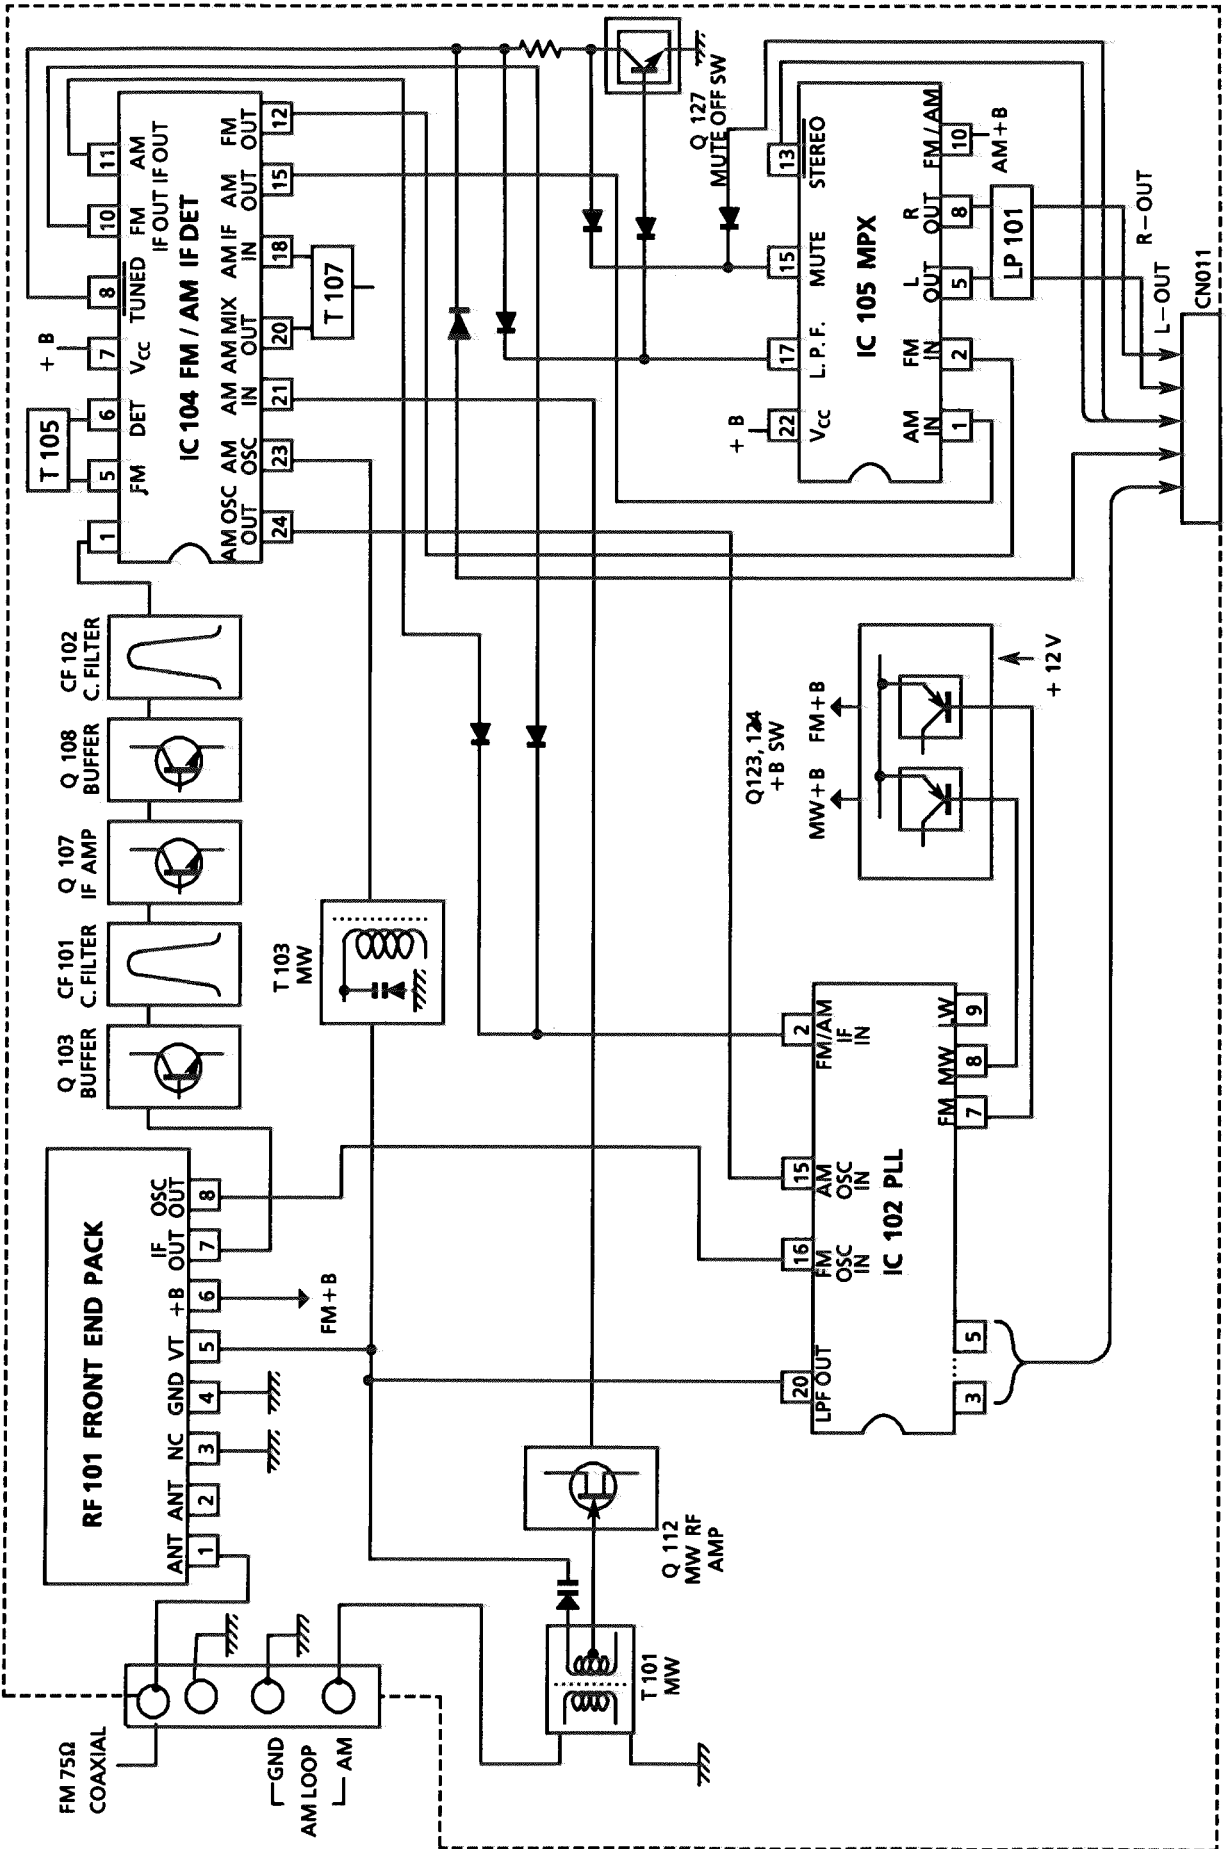 FM 75Ω
COAXIAL
GND
AM LOOP
AM
RF 101 FRONT END PACK
ANT
ANT
NC
GND
VT
+B
IF
OUT
OSC
OUT
1
2
3
4
5
6
7
8
FM+B
Q 103
BUFFER
CF 101
C. FILTER
Q 107
IF AMP
Q 108
BUFFER
CF 102
C. FILTER
T 105
+ B
1
5
6
7
8
10
11
FM
DET
VCC
TUNED
FM
IF OUT
AM
IF OUT
IC 104 FM / AM IF DET
AM OSC
OUT
AM
OSC
AM
IN
AM MIX
OUT
AM IF
IN
AM
OUT
FM
OUT
24
23
21
20
18
15
12
T 107
T 103
MW
T 101
MW
Q 112
MW RF
AMP
Q 127
MUTE OFF SW
20
16
15
2
LPF OUT
FM
OSC
IN
AM
OSC
IN
FM/AM
IF
IN
IC 102 PLL
FM
MW
LW
3
5
7
8
9
Q123, 124
+B SW
MW+B
FM+B
+ 12 V
+ B
22
17
15
13
VCC
L. P. F.
MUTE
STEREO
IC 105 MPX
AM
IN
FM
IN
L
OUT
R
OUT
FM / AM
1
2
5
8
10
LP 101
AM+B
L-OUT
R-OUT
CN011